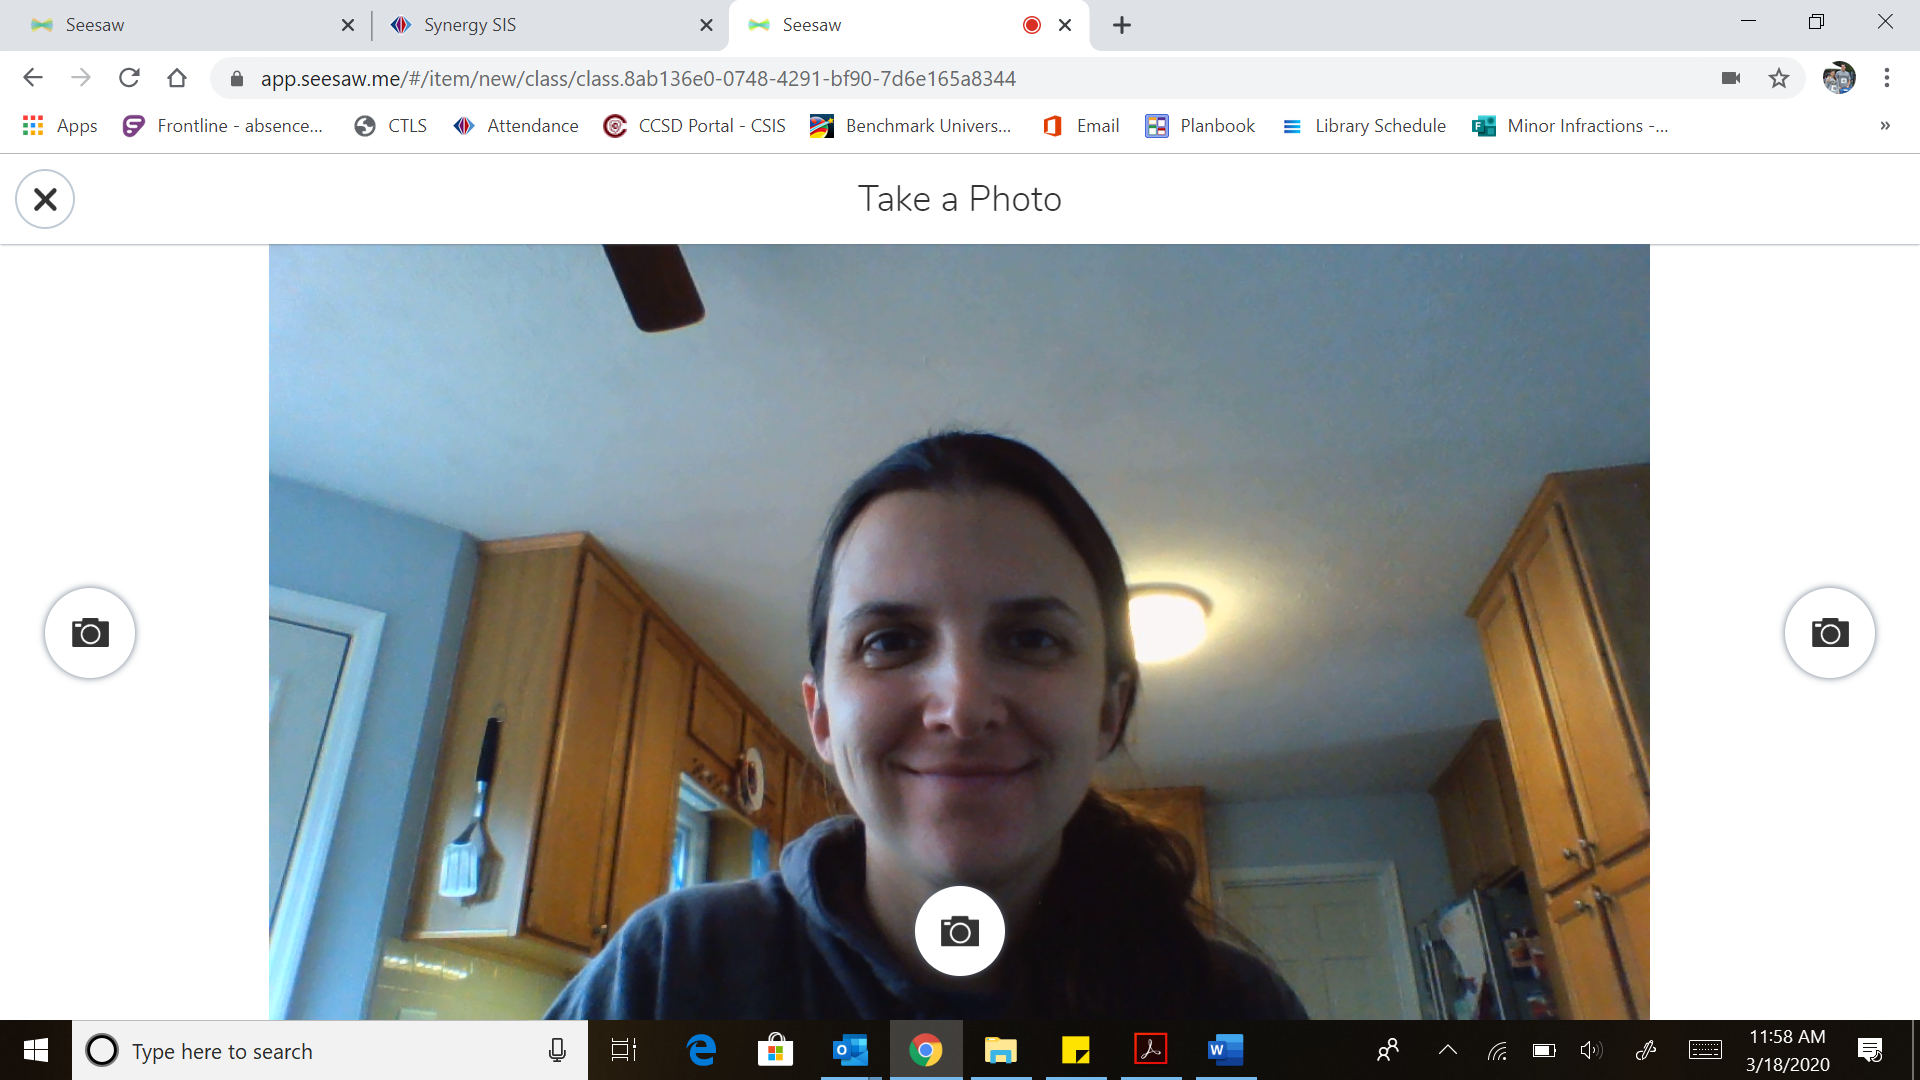 Seesaw
Synergy SIS
Seesaw
app.seesaw.me/#/item/new/class/class.8ab136e0-0748-4291-bf90-7d6e165a8344
Apps
Frontline - absence...
CTLS
Attendance
CCSD Portal - CSIS
Benchmark Univers...
Email
Planbook
Library Schedule
Minor Infractions -...
Take a Photo
Type here to search
11:58 AM
3/18/2020